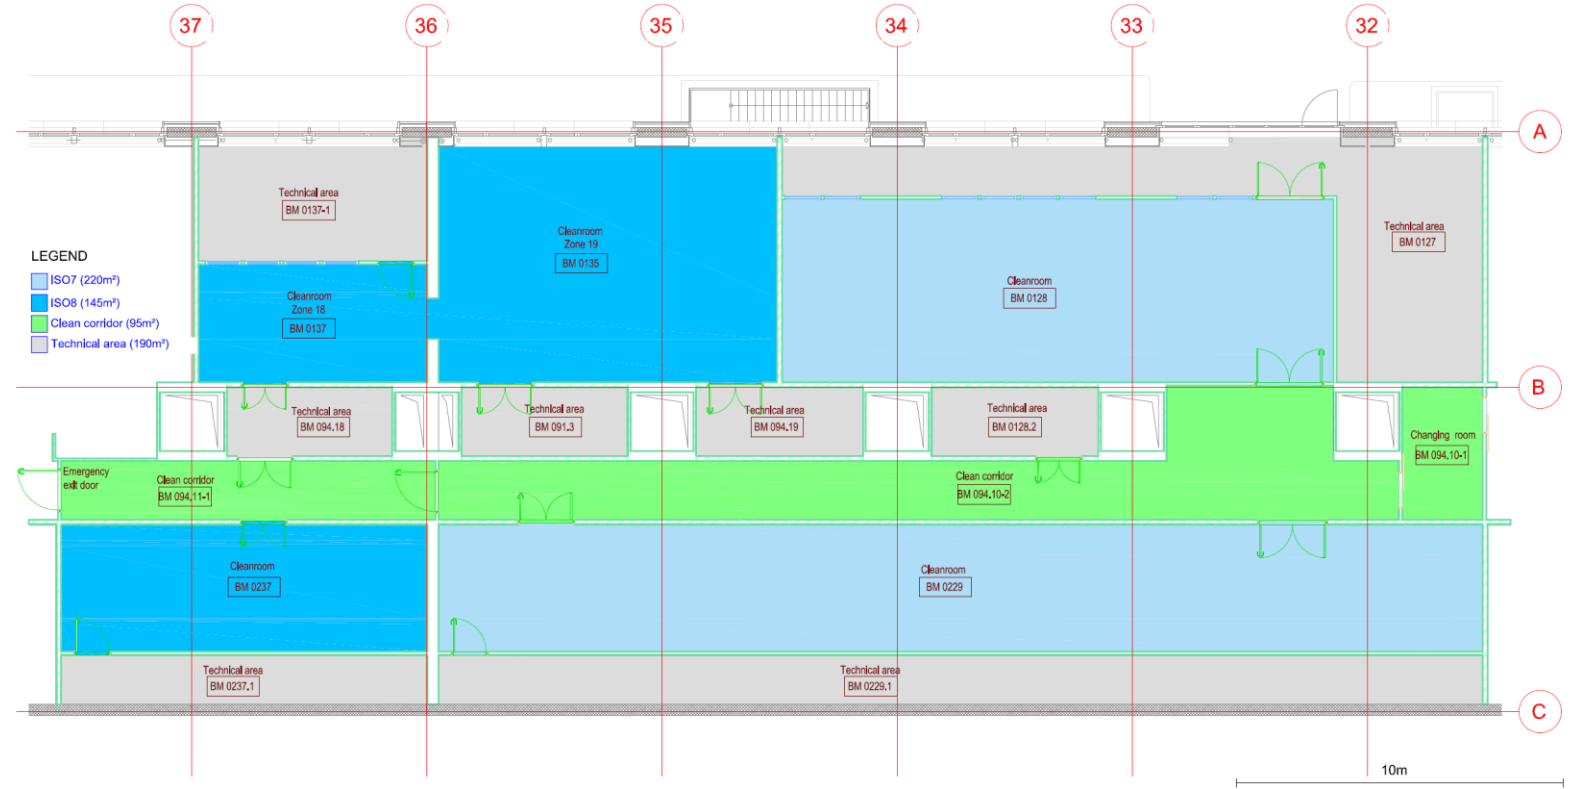 37
36
35
34
33
32
A
Technical area
BM 0137-1
Cleanroom
Zone 19
BM 0135
Technical area
BM 0127
LEGEND
ISO7 (220m²)
ISO8 (145m²)
Clean corridor (95m²)
Technical area (190m²)
Cleanroom
Zone 18
BM 0137
Cleanroom
BM 0128
B
Technical area
BM 094.18
Technical area
BM 091.3
Technical area
BM 094.19
Technical area
BM 0128.2
Changing room
BM 094.10-1
Emergency
exit door
Clean corridor
BM 094.11-1
Clean corridor
BM 094.10-2
Cleanroom
BM 0237
Cleanroom
BM 0229
Technical area
BM 0237.1
Technical area
BM 0229.1
C
10m